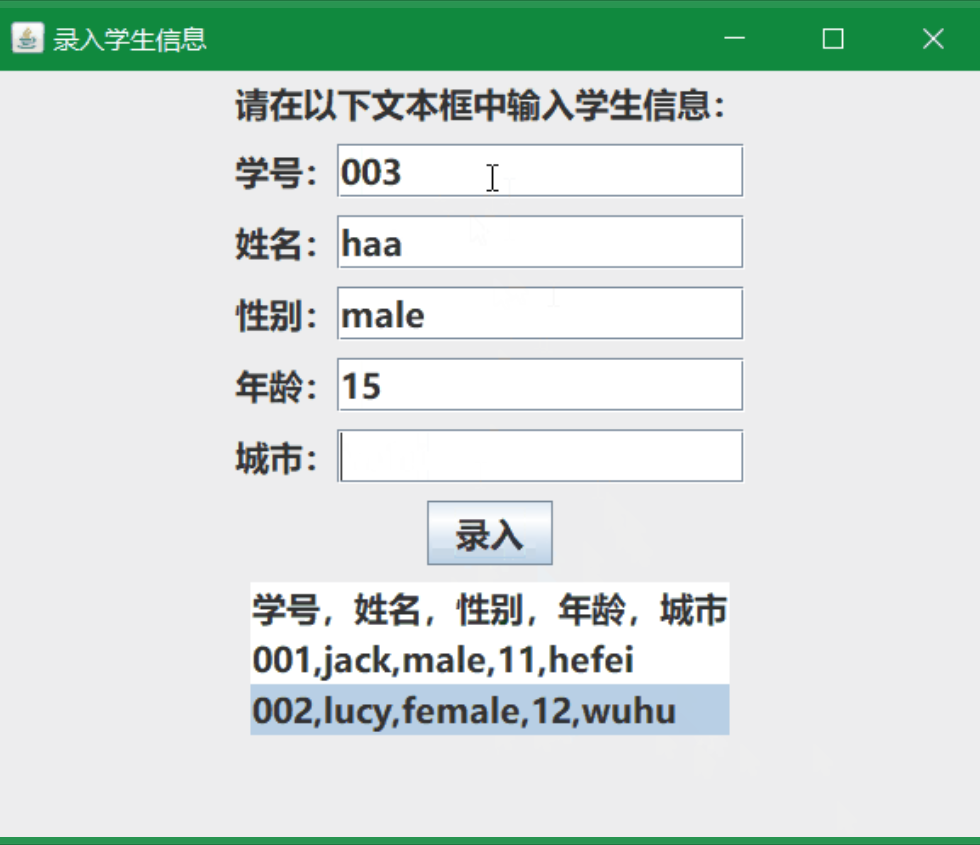 录入学生信息
请在以下文本框中输入学生信息：
学号： 003
姓名： haa
性别： male
年龄： 15
城市：
录入
学号，姓名，性别，年龄，城市
001,jack,male,11,hefei
002,lucy,female,12,wuhu